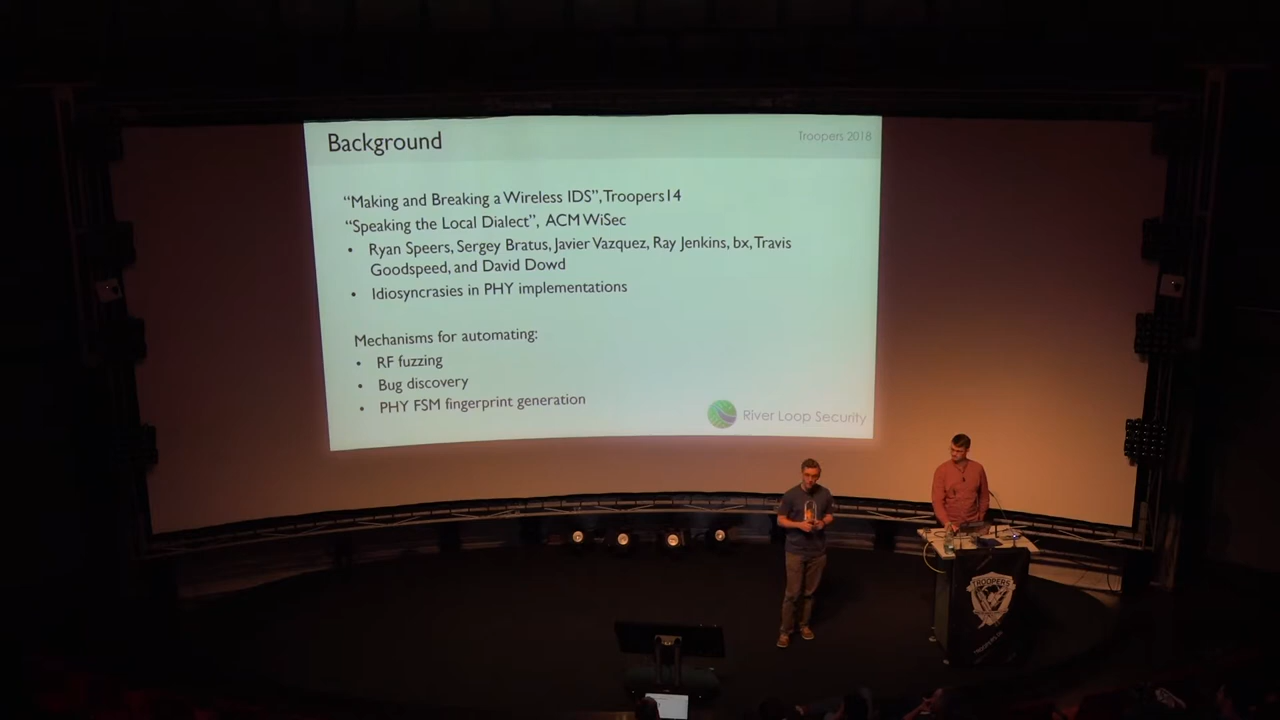 Background
Troopers 2018
“Making and Breaking a Wireless IDS”, Troopers14
“Speaking the Local Dialect”, ACM WiSec
• Ryan Speers, Sergey Bratus, Javier Vazquez, Ray Jenkins, bx, Travis
Goodspeed, and David Dowd
• Idiosyncrasies in PHY implementations
Mechanisms for automating:
• RF fuzzing
• Bug discovery
• PHY FSM fingerprint generation
River Loop Security
TROOPERS